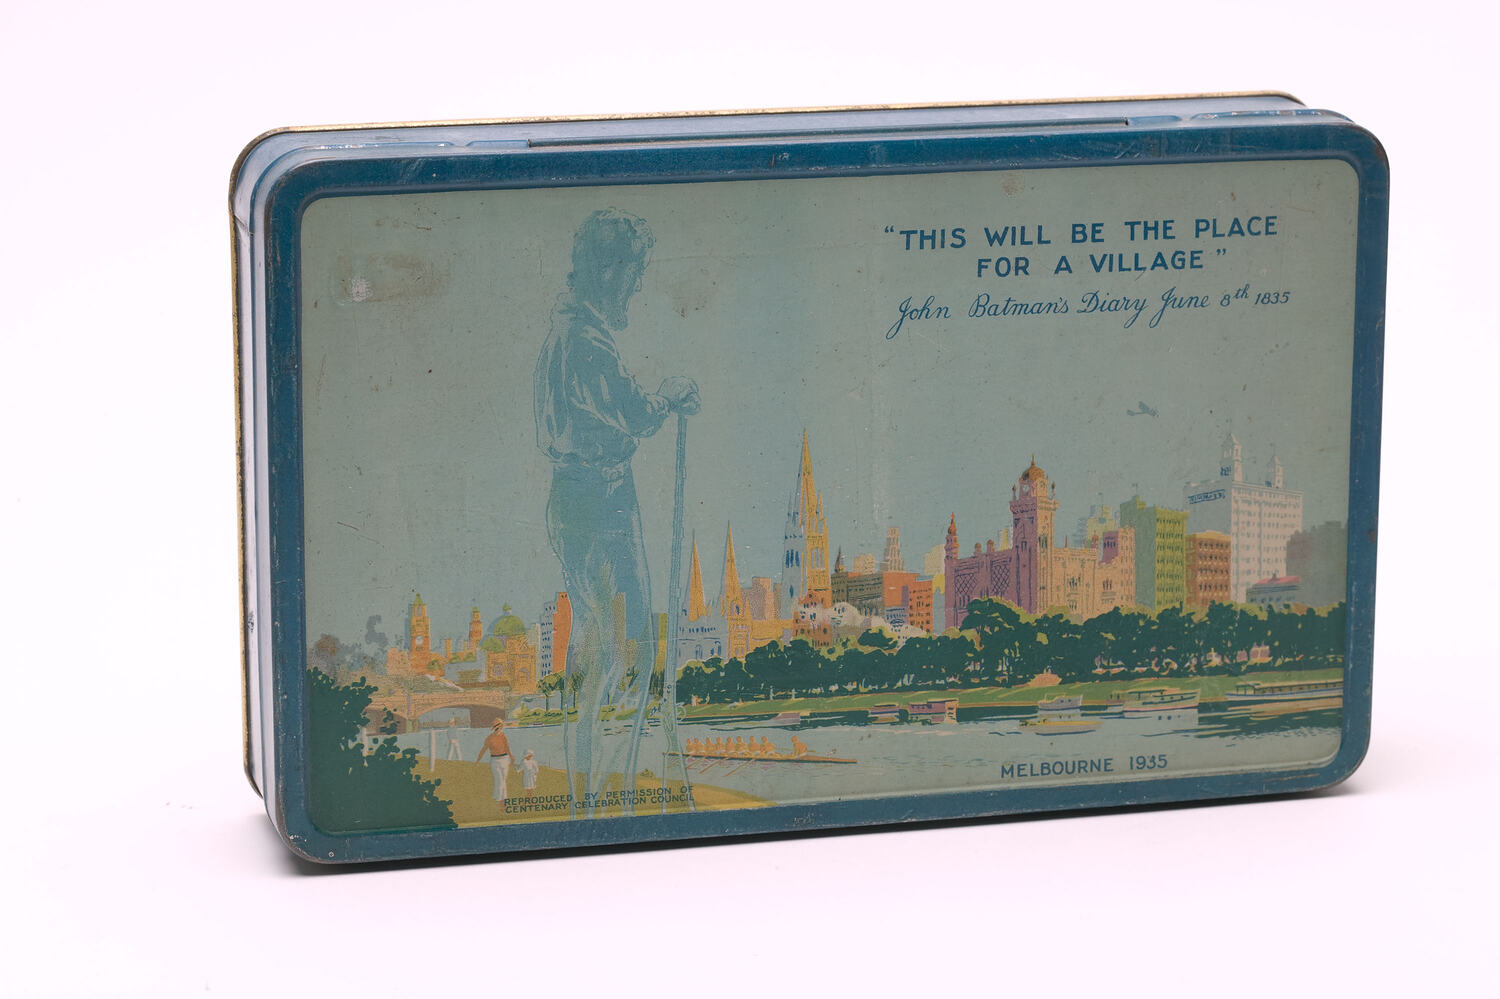 “THIS WILL BE THE PLACE
FOR A VILLAGE”
John Batman's Diary June 8th 1835
MELBOURNE 1935
REPRODUCED BY PERMISSION OF
CENTENARY CELEBRATION COUNCIL